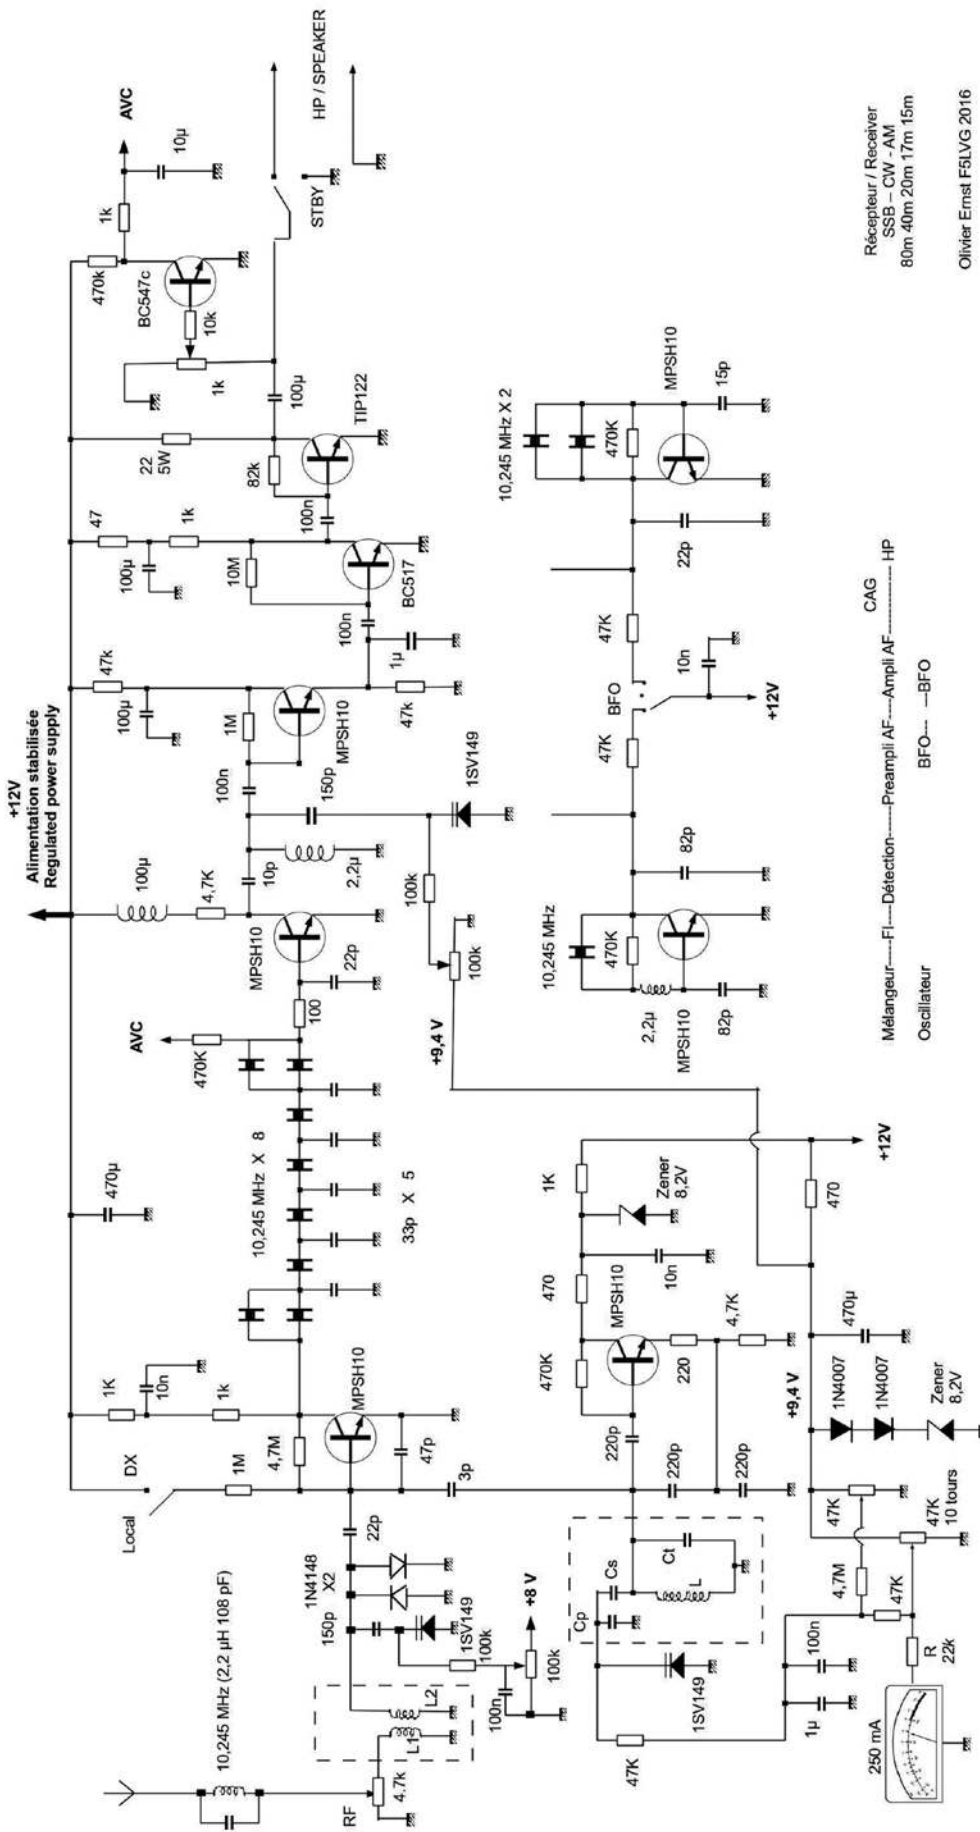 +12V
Alimentation stabilisée
Regulated power supply
10,245 MHz (2,2 µH 108 pF)
RF
4.7k
L1
L2
150p
1N4148
X2
1SV149
100k
100n
100k
+8 V
22p
Local
DX
1M
1K
10n
1k
4,7M
MPSH10
47p
3p
470µ
10,245 MHz X 8
33p X 5
AVC
470K
100
22p
MPSH10
4,7K
100µ
10p
2,2µ
100n
150p
1SV149
100k
100k
+9,4 V
47k
100µ
1M
MPSH10
47k
1µ
100n
10M
BC517
47
100µ
1k
100n
82k
22
5W
TIP122
100µ
1k
10k
BC547c
470k
1k
AVC
10µ
STBY
HP / SPEAKER
250 mA
R
22k
1µ
100n
47K
47K
4,7M
47K
47K
10 tours
1SV149
Cp
Cs
Ct
L
220p
220p
220p
470K
MPSH10
220
4,7K
470
10n
1K
Zener
8,2V
+9,4 V
1N4007
1N4007
Zener
8,2V
470µ
470
+12V
10,245 MHz
470K
2,2µ
MPSH10
82p
82p
47K
BFO
47K
10n
+12V
22p
10,245 MHz X 2
470K
MPSH10
15p
Mélangeur----FI----Détection------Preampli AF---Ampli AF----------- HP
CAG
Oscillateur
BFO--- ---BFO
Récepteur / Receiver
SSB – CW - AM
80m 40m 20m 17m 15m
Olivier Ernst F5LVG 2016